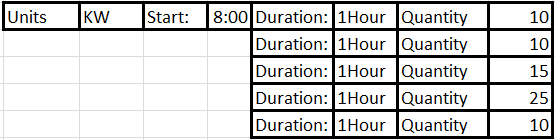 Units KW Start: 8:00 Duration: 1Hour Quantity 10
Duration: 1Hour Quantity 10
Duration: 1Hour Quantity 15
Duration: 1Hour Quantity 25
Duration: 1Hour Quantity 10